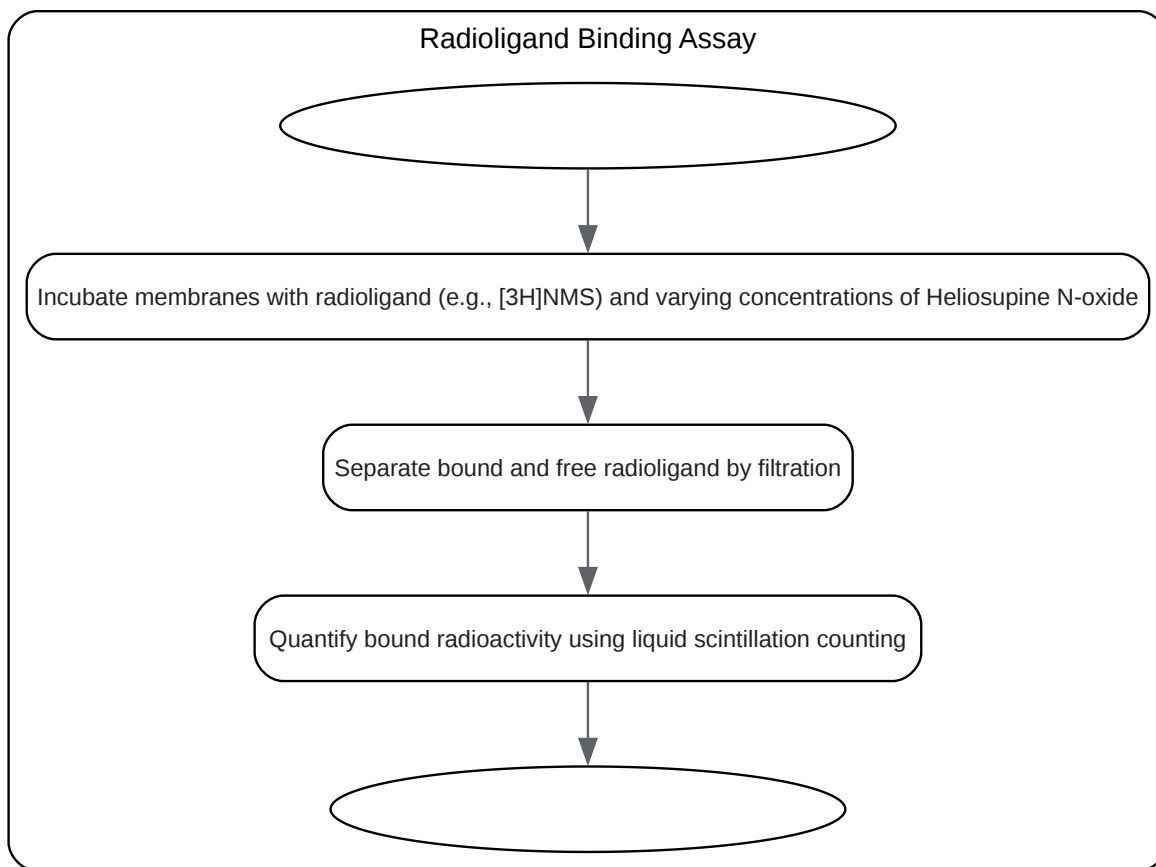 Radioligand Binding Assay
Incubate membranes with radioligand (e.g., [3H]NMS) and varying concentrations of Heliosupine N-oxide
Separate bound and free radioligand by filtration
Quantify bound radioactivity using liquid scintillation counting